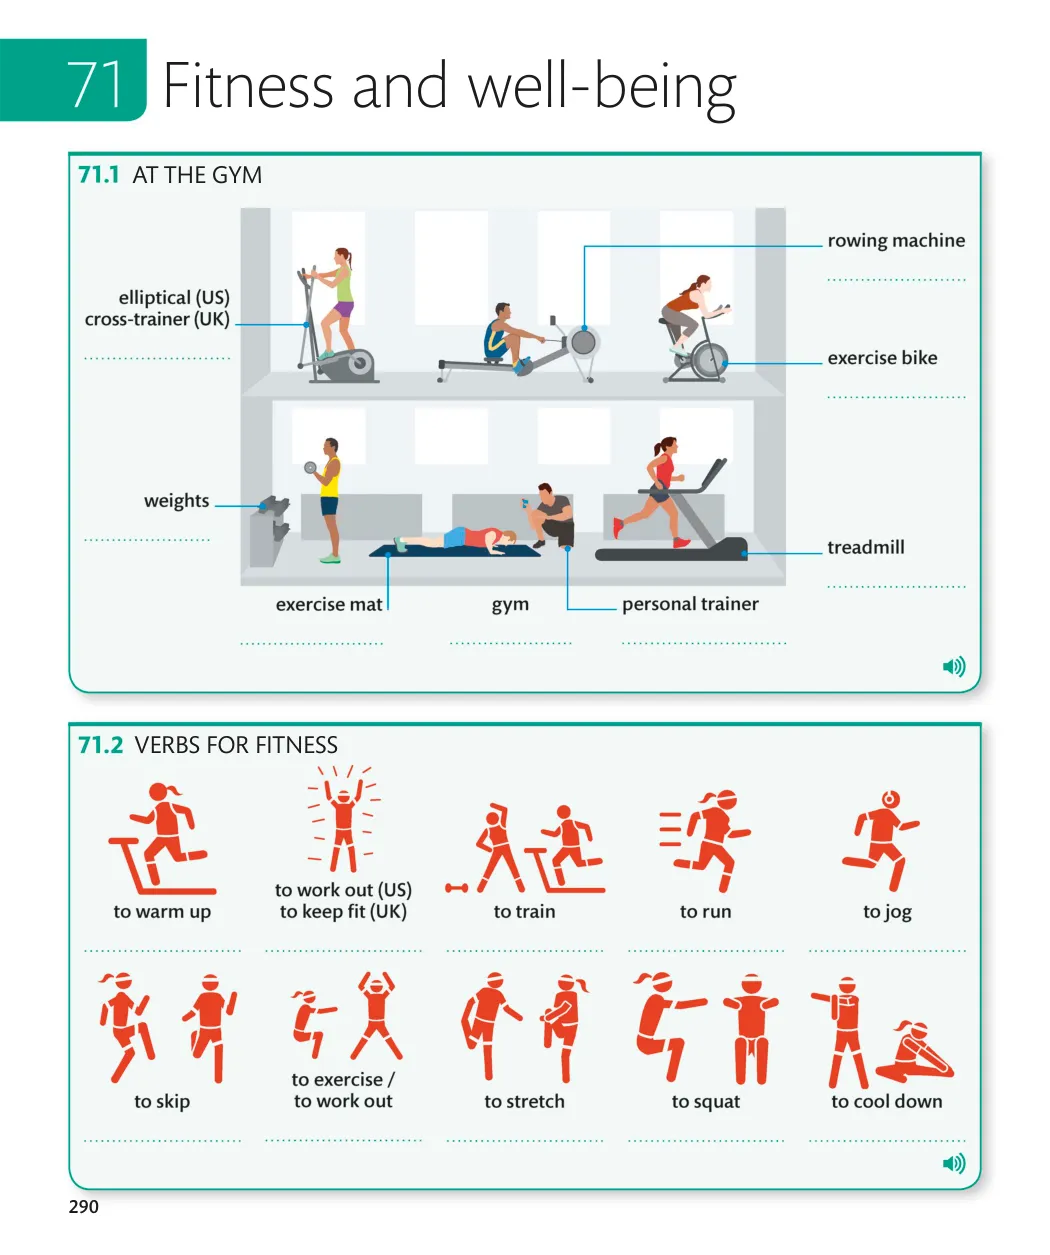 71 Fitness and well-being
71.1 AT THE GYM
elliptical (US)
cross-trainer (UK)
rowing machine
exercise bike
weights
treadmill
exercise mat
gym
personal trainer
71.2 VERBS FOR FITNESS
to warm up
to work out (US)
to keep fit (UK)
to train
to run
to jog
to skip
to exercise /
to work out
to stretch
to squat
to cool down
290